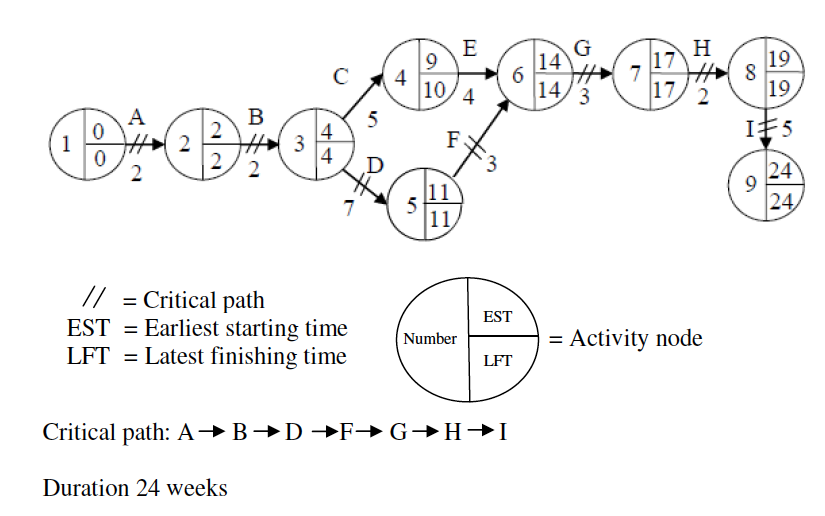 E G H
C 4 9 6 14 7 17 8 19
10 14 17 19
5 4 3 2
A B I 5
1 0 2 2 3 4
0 2 4
2 2
F 3
D
7 5 11
11
9 24
24
// = Critical path
EST = Earliest starting time
LFT = Latest finishing time
Number EST
LFT
= Activity node
Critical path: A → B → D → F → G → H → I
Duration 24 weeks